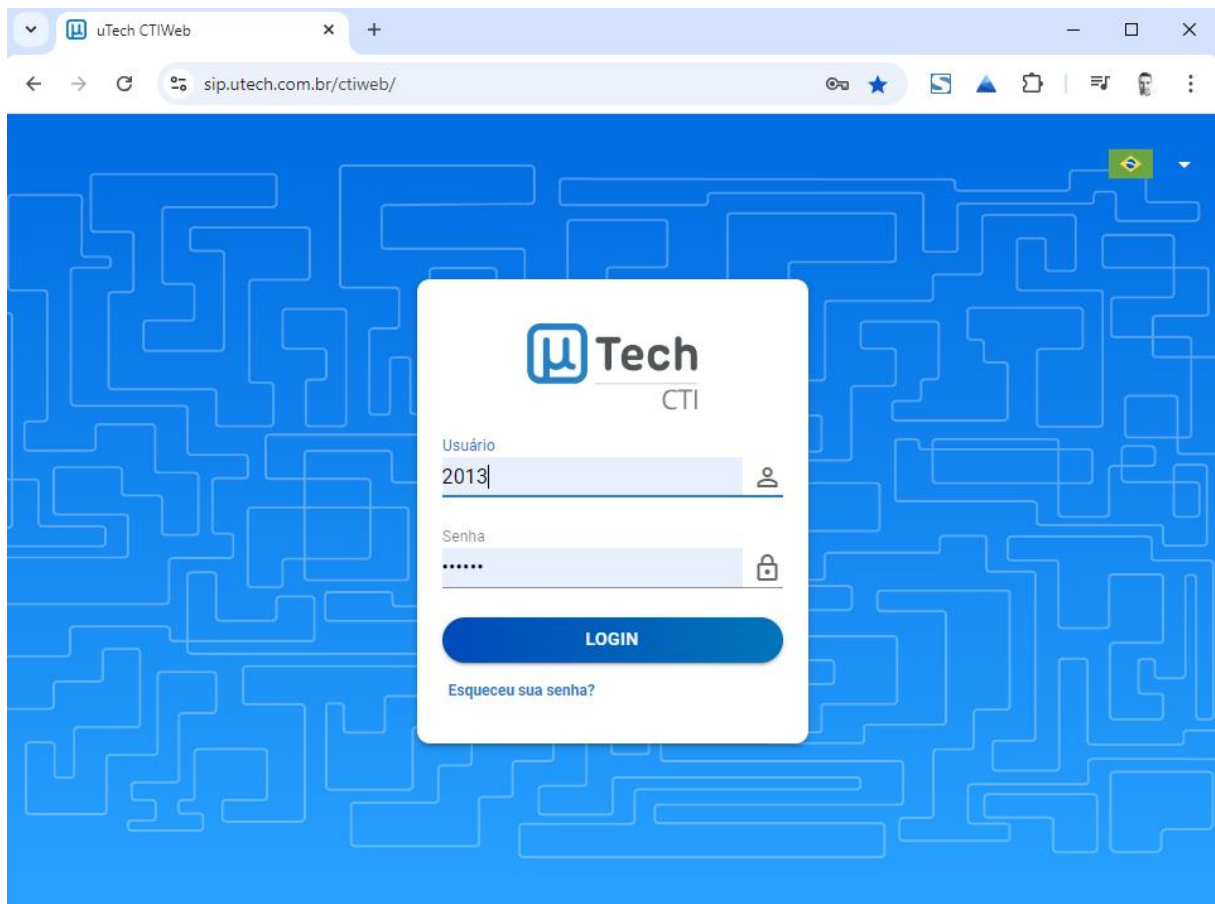 uTech CTIWeb
sip.utech.com.br/ctiweb/
µ Tech
CTI
Usuário
2013
Senha
••••••
LOGIN
Esqueceu sua senha?